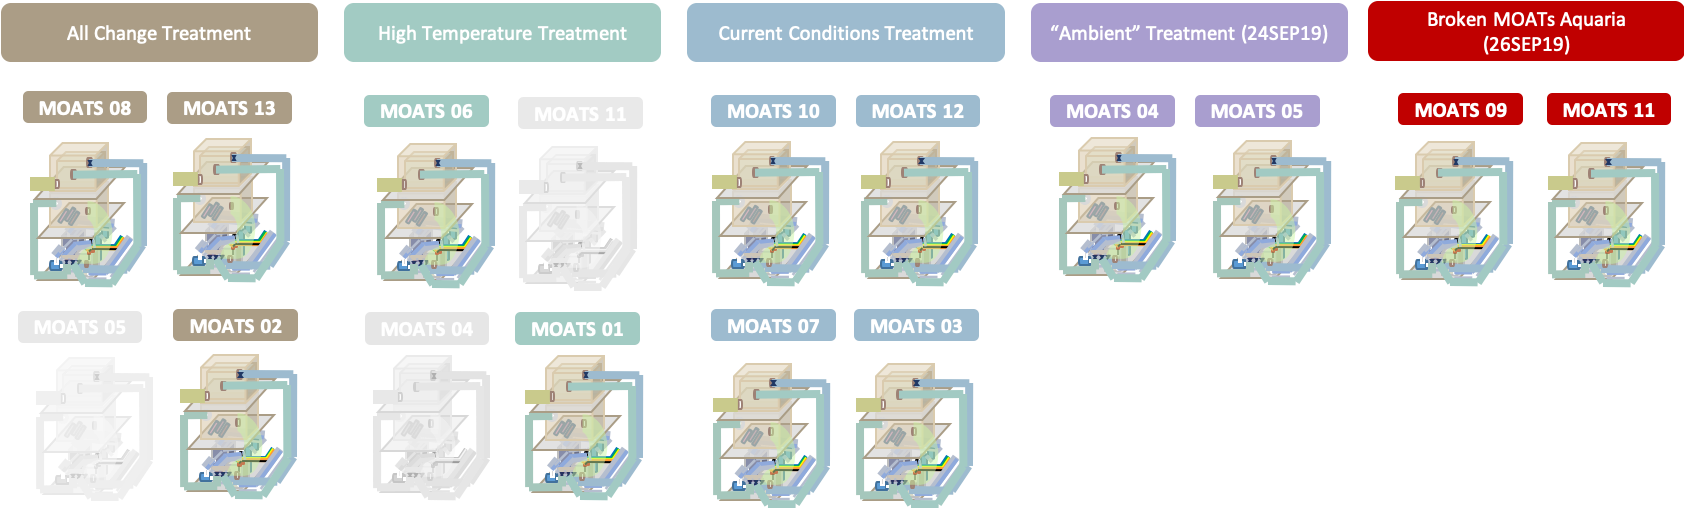 All Change Treatment
High Temperature Treatment
Current Conditions Treatment
“Ambient” Treatment (24SEP19)
Broken MOATs Aquaria
(26SEP19)
MOATS 08
MOATS 13
MOATS 06
MOATS 11
MOATS 10
MOATS 12
MOATS 04
MOATS 05
MOATS 09
MOATS 11
MOATS 05
MOATS 02
MOATS 04
MOATS 01
MOATS 07
MOATS 03